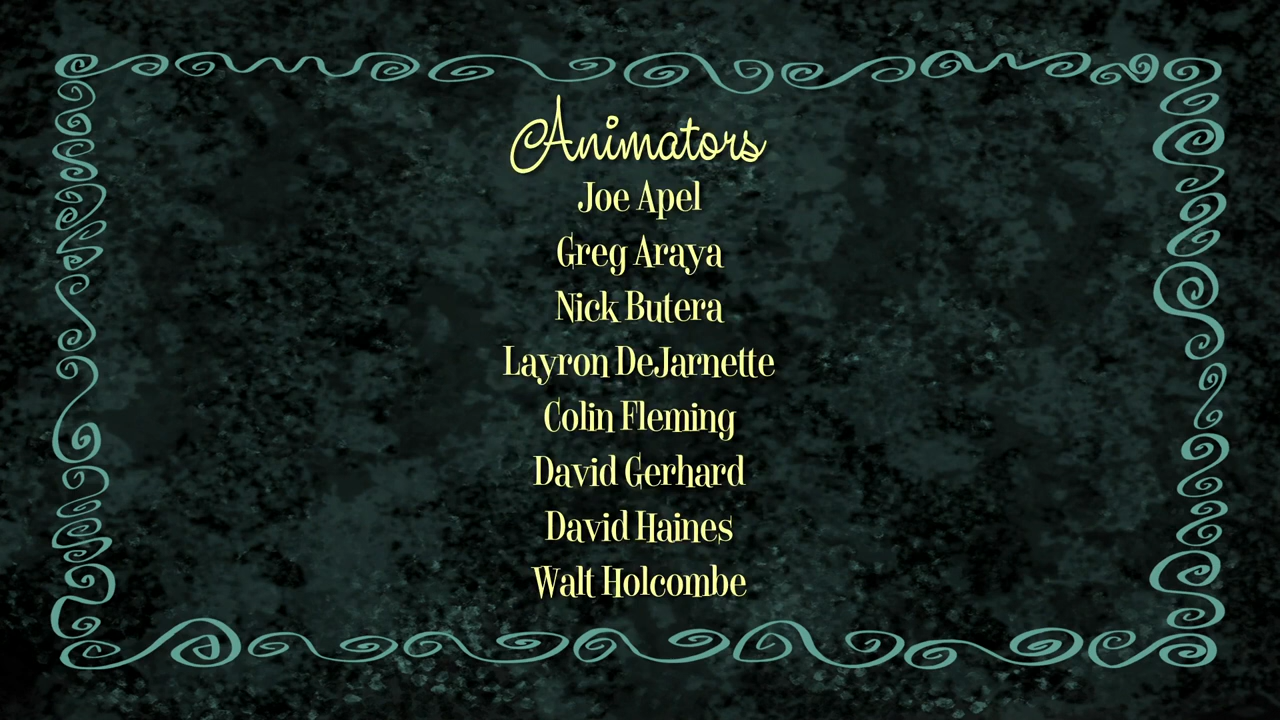 Animators
Joe Apel
Greg Araya
Nick Butera
Layron DeJarnette
Colin Fleming
David Gerhard
David Haines
Walt Holcombe